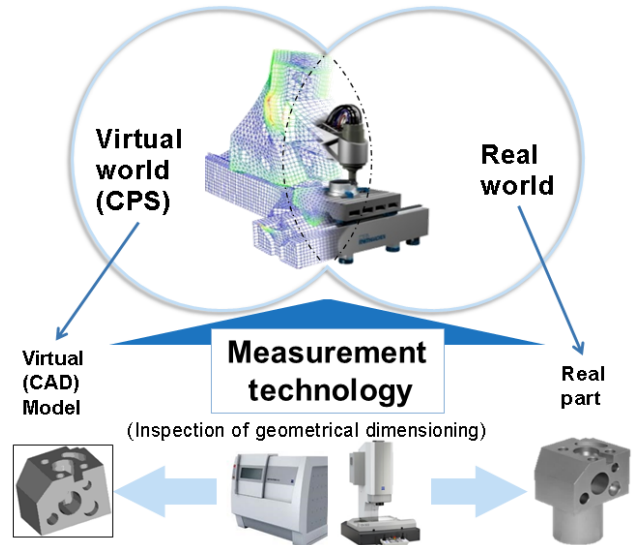 Virtual
world
(CPS)
Real
world
Virtual
(CAD)
Model
Measurement
technology
Real
part
(Inspection of geometrical dimensioning)